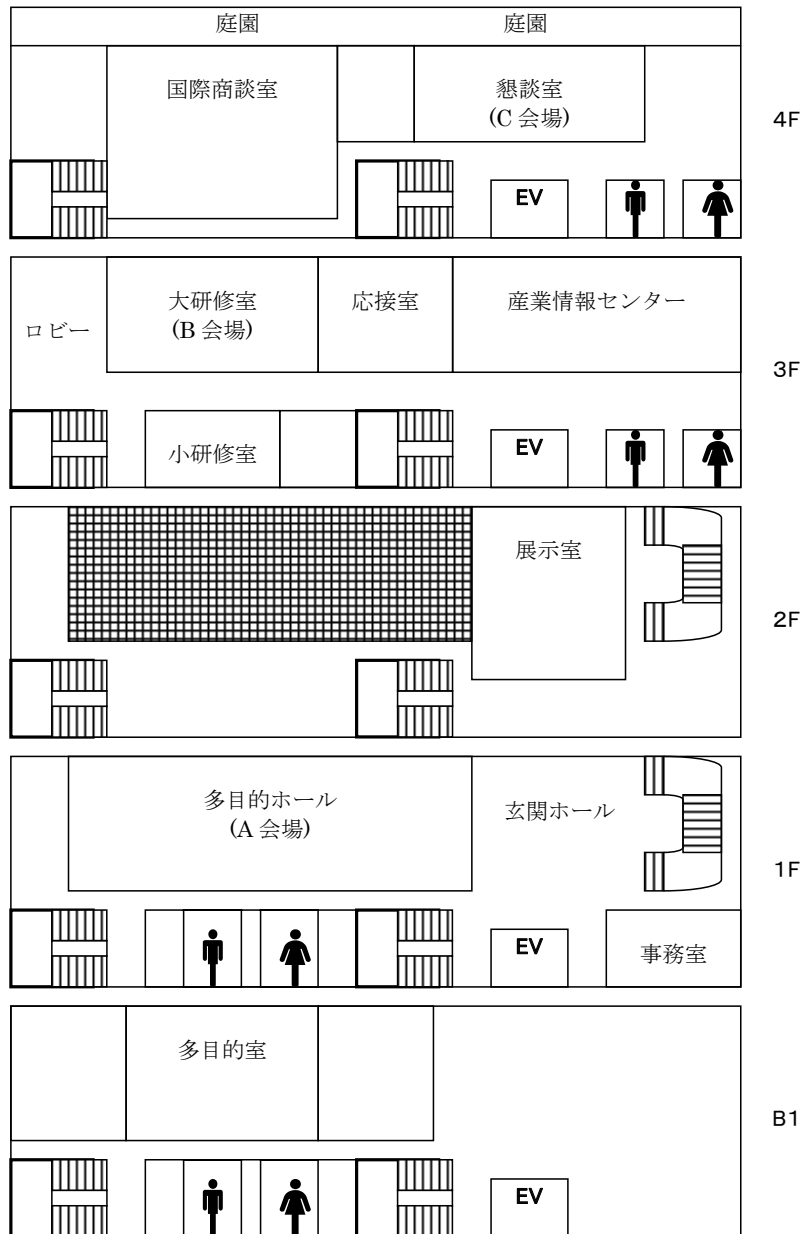 庭園 庭園
国際商談室 懇談室
(C 会場)
4F
EV
大研修室 応接室 産業情報センター
ロビー (B 会場)
3F
小研修室 EV
展示室
2F
多目的ホール 玄関ホール
(A 会場)
1F
EV 事務室
多目的室
B1
EV